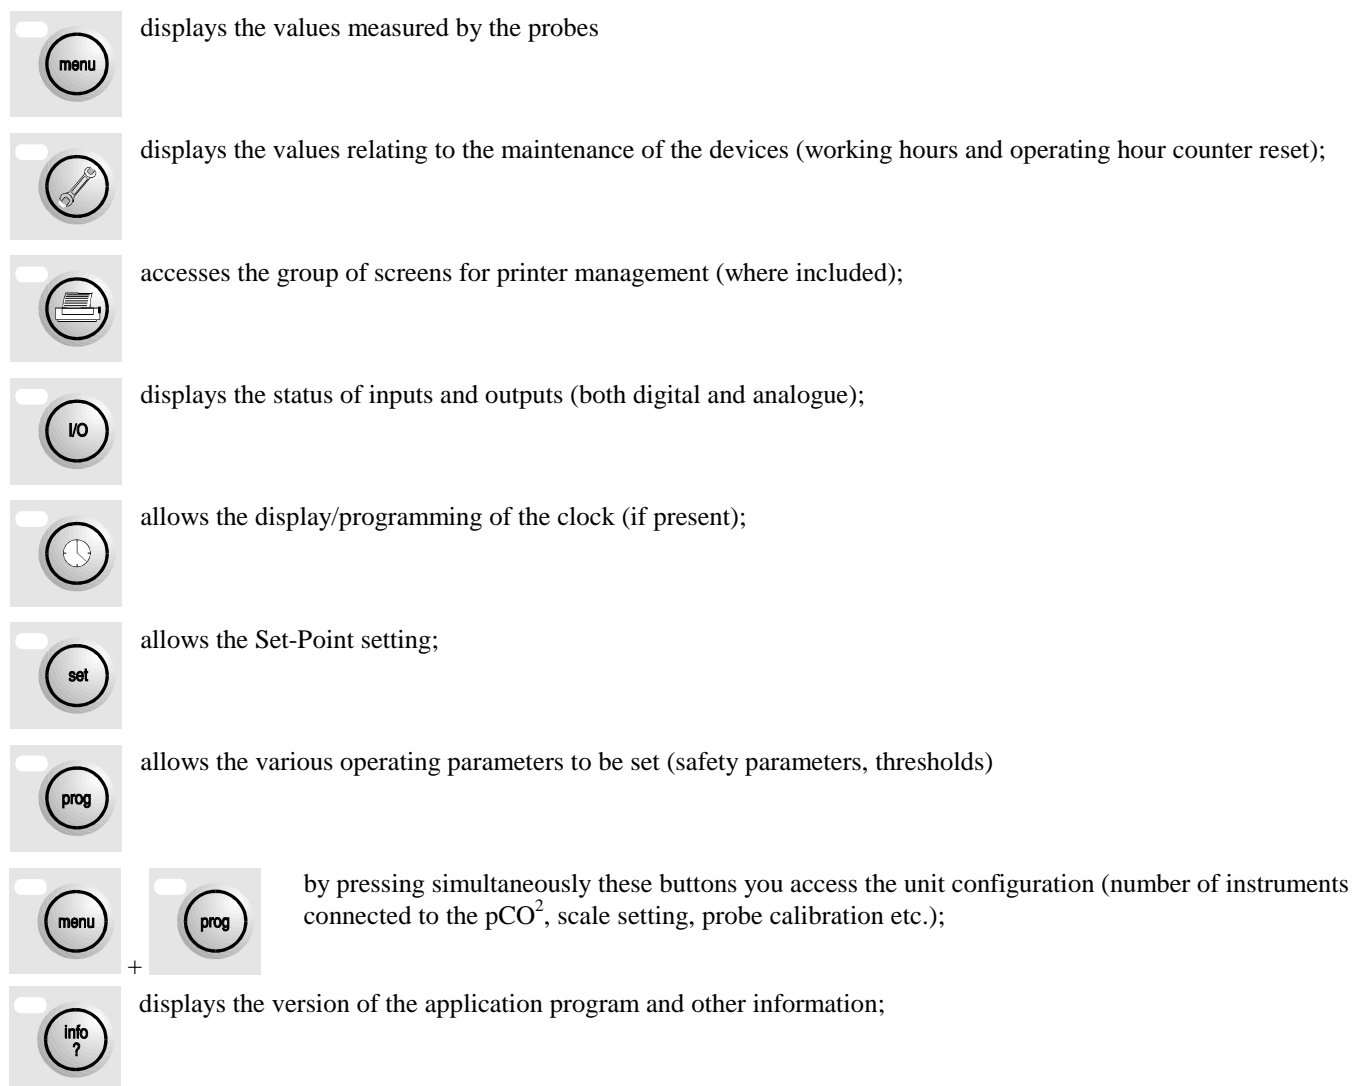 displays the values measured by the probes
menu
displays the values relating to the maintenance of the devices (working hours and operating hour counter reset);
accesses the group of screens for printer management (where included);
displays the status of inputs and outputs (both digital and analogue);
I/O
allows the display/programming of the clock (if present);
allows the Set-Point setting;
set
allows the various operating parameters to be set (safety parameters, thresholds)
prog
menu + prog
by pressing simultaneously these buttons you access the unit configuration (number of instruments
connected to the pCO², scale setting, probe calibration etc.);
displays the version of the application program and other information;
info
?